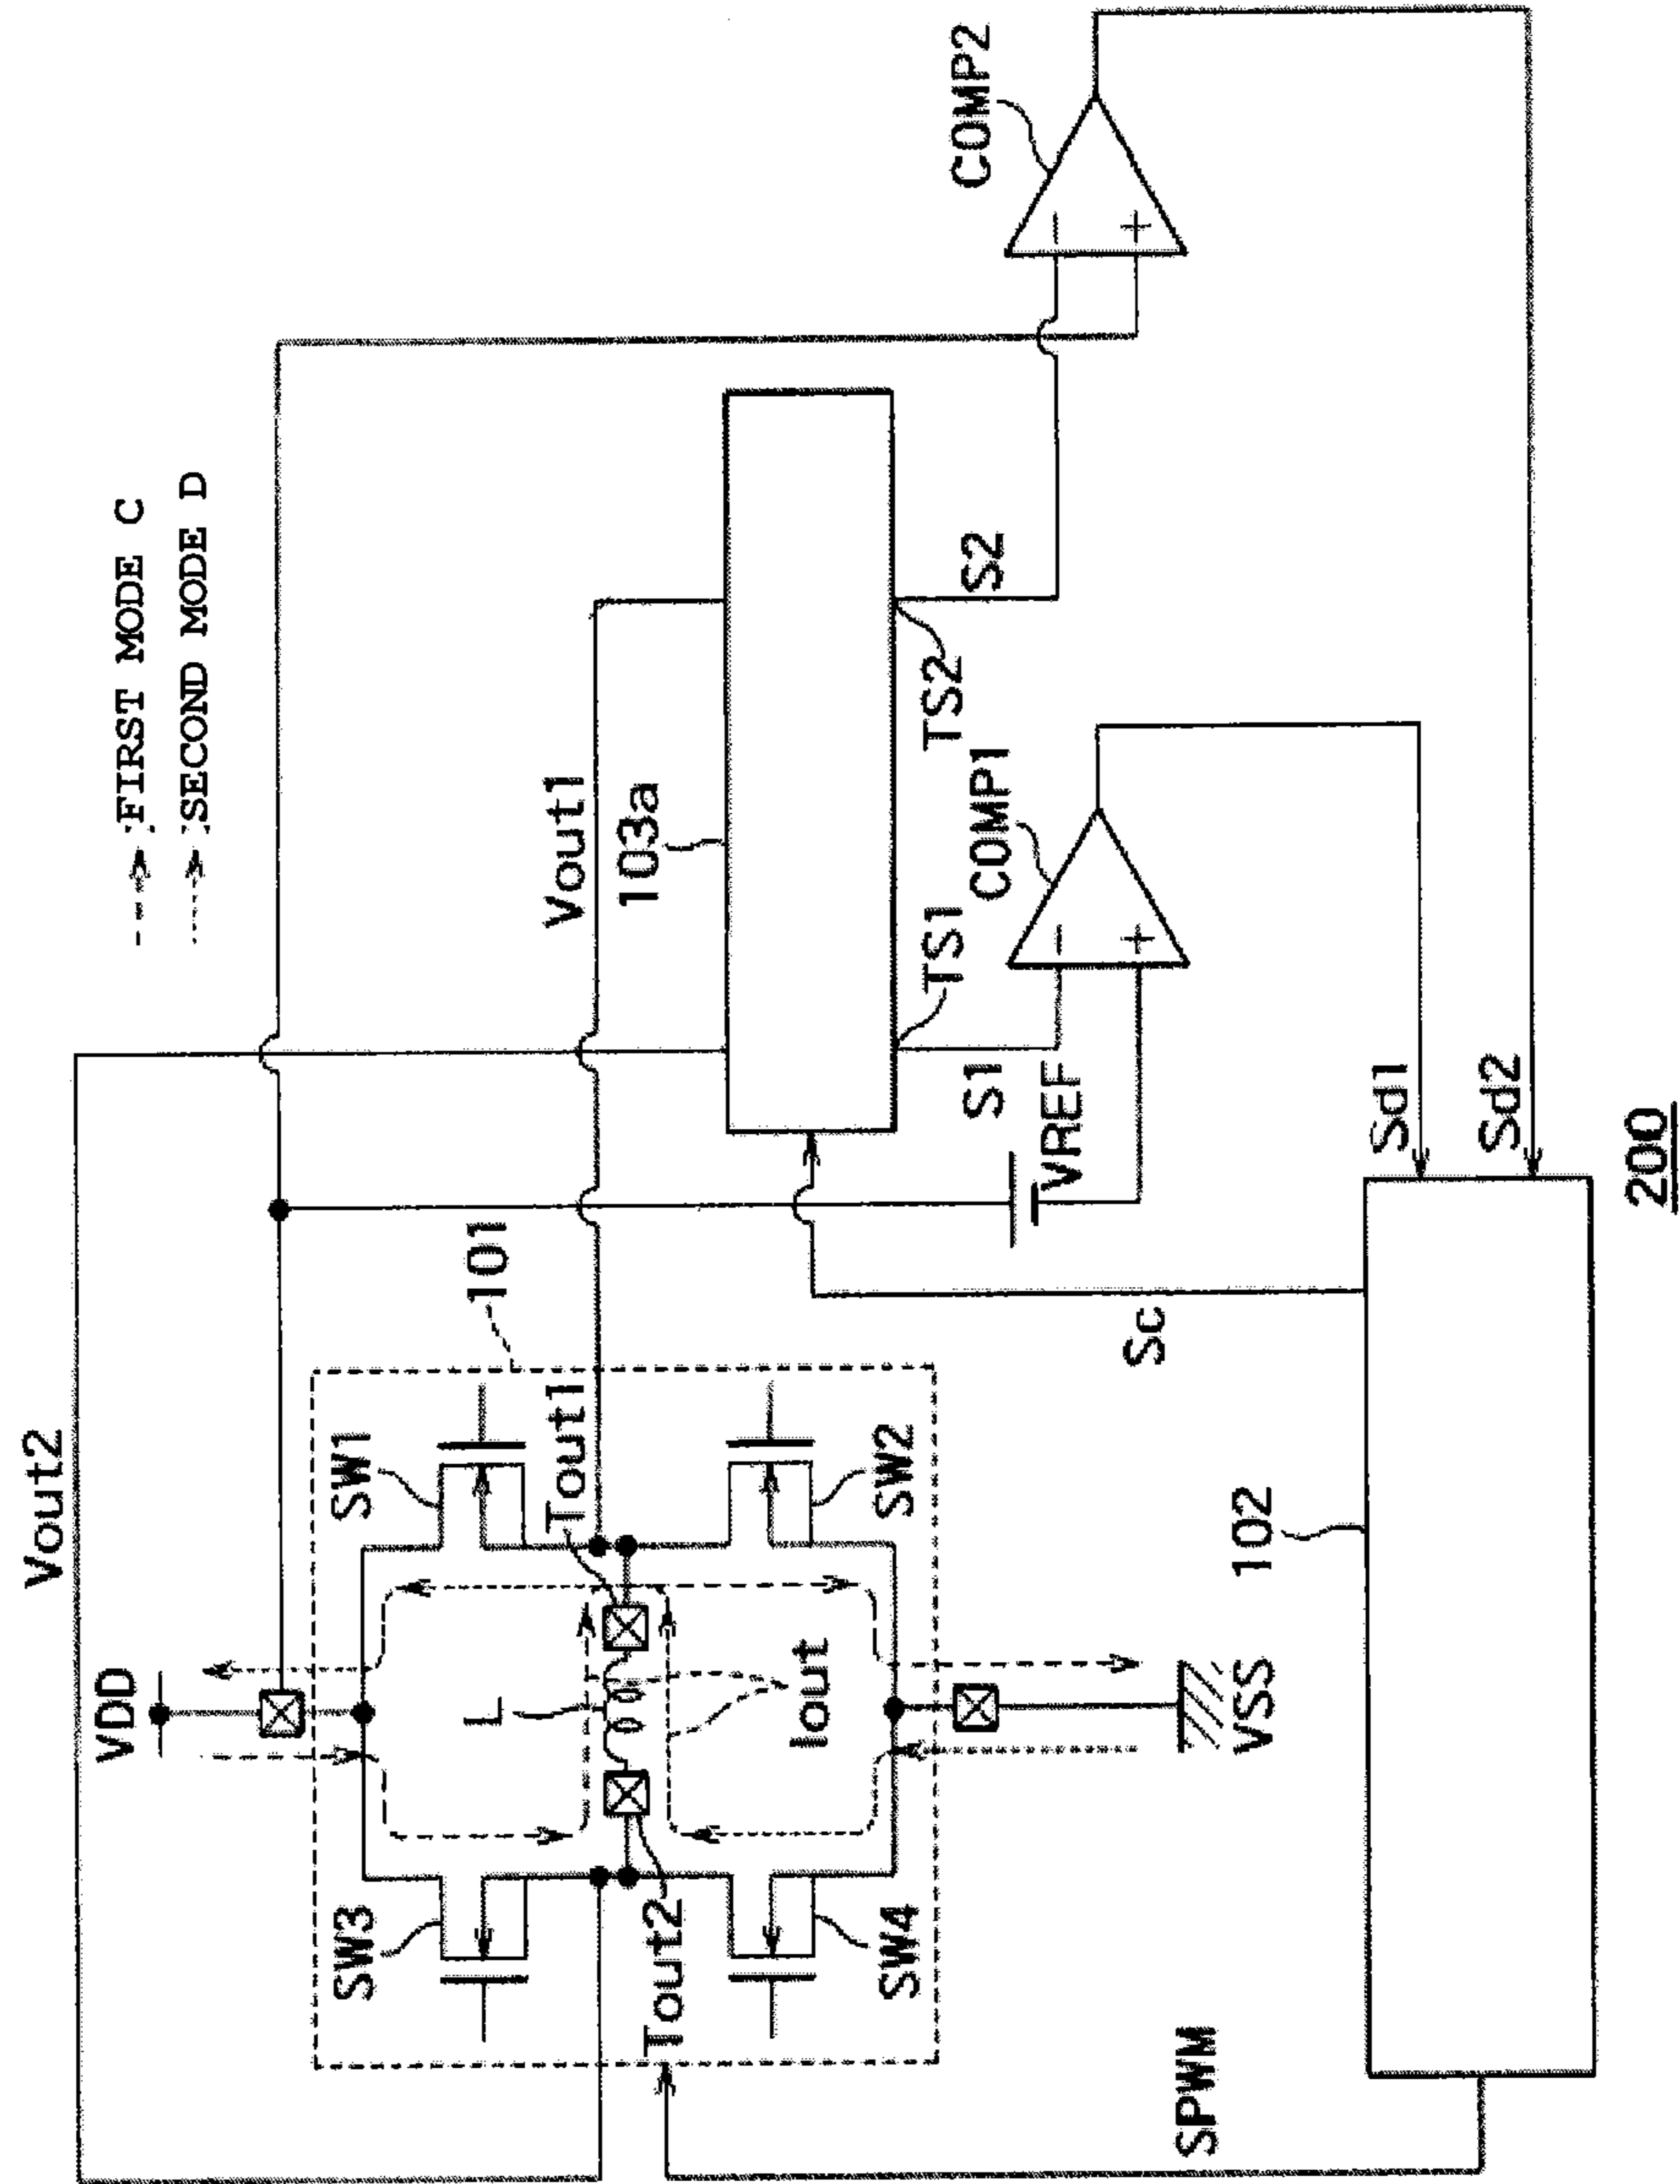 FIRST MODE C
SECOND MODE D
Vout2
VDD
101
SW1
SW3
L
Tout1
Tout2
Iout
SW2
SW4
VSS
Vout1
103a
TS1
TS2
S1
S2
VREF
COMP1
COMP2
Sc
Sd1
Sd2
SPWM
102
200